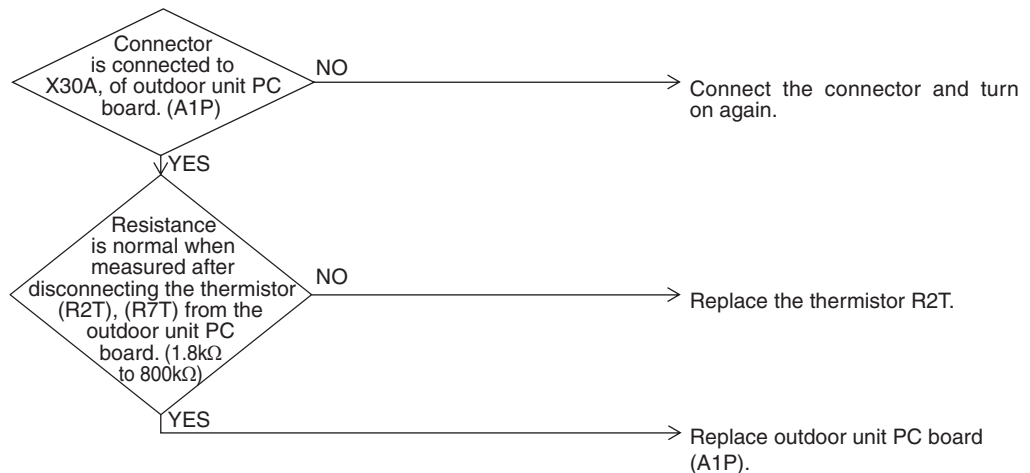 Connector
is connected to
X30A, of outdoor unit PC
board. (A1P)
NO
Connect the connector and turn
on again.
YES
Resistance
is normal when
measured after
disconnecting the thermistor
(R2T), (R7T) from the
outdoor unit PC
board. (1.8kΩ
to 800kΩ)
NO
Replace the thermistor R2T.
YES
Replace outdoor unit PC board
(A1P).